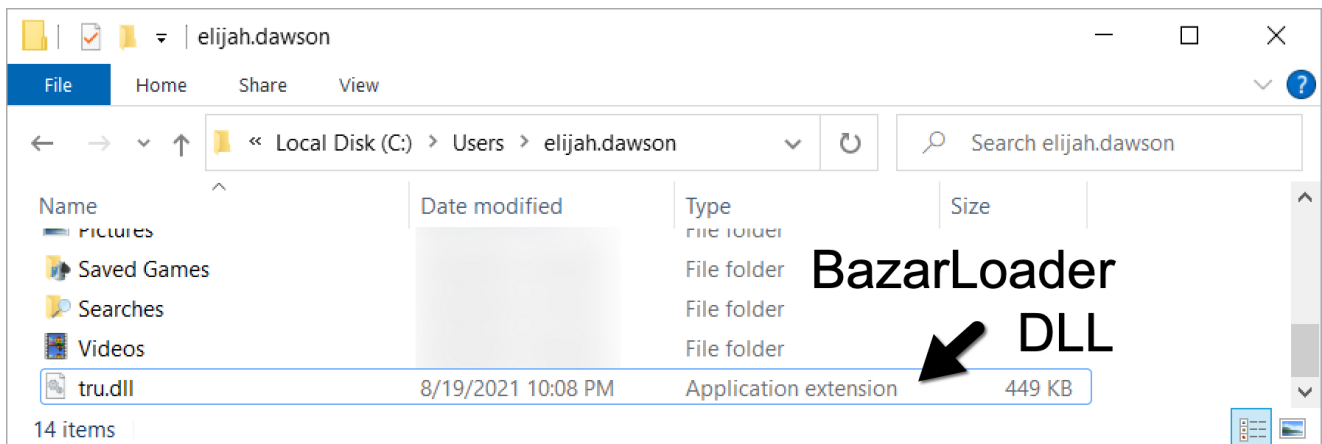 elijah.dawson
File Home Share View
« Local Disk (C:) > Users > elijah.dawson Search elijah.dawson
Name Date modified Type Size
Pictures File folder
Saved Games File folder
Searches File folder
Videos File folder
tru.dll 8/19/2021 10:08 PM Application extension 449 KB
14 items
BazarLoader
DLL